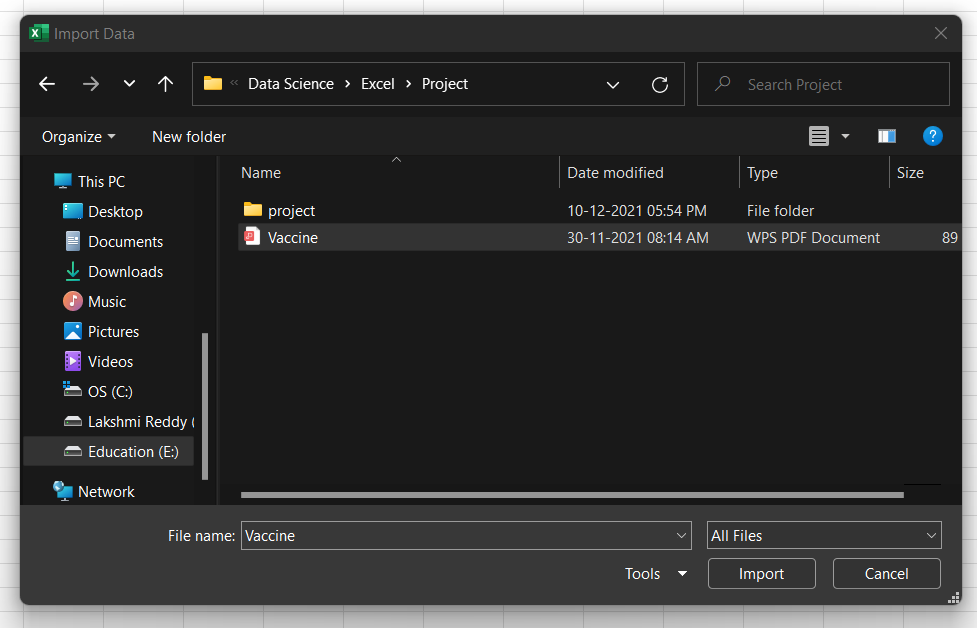 Import Data
Data Science > Excel > Project
Search Project
Organize
New folder
Name
Date modified
Type
Size
This PC
Desktop
Documents
Downloads
Music
Pictures
Videos
OS (C:)
Lakshmi Reddy (
Education (E:)
Network
project
10-12-2021 05:54 PM
File folder
Vaccine
30-11-2021 08:14 AM
WPS PDF Document
89
File name:
Vaccine
All Files
Tools
Import
Cancel